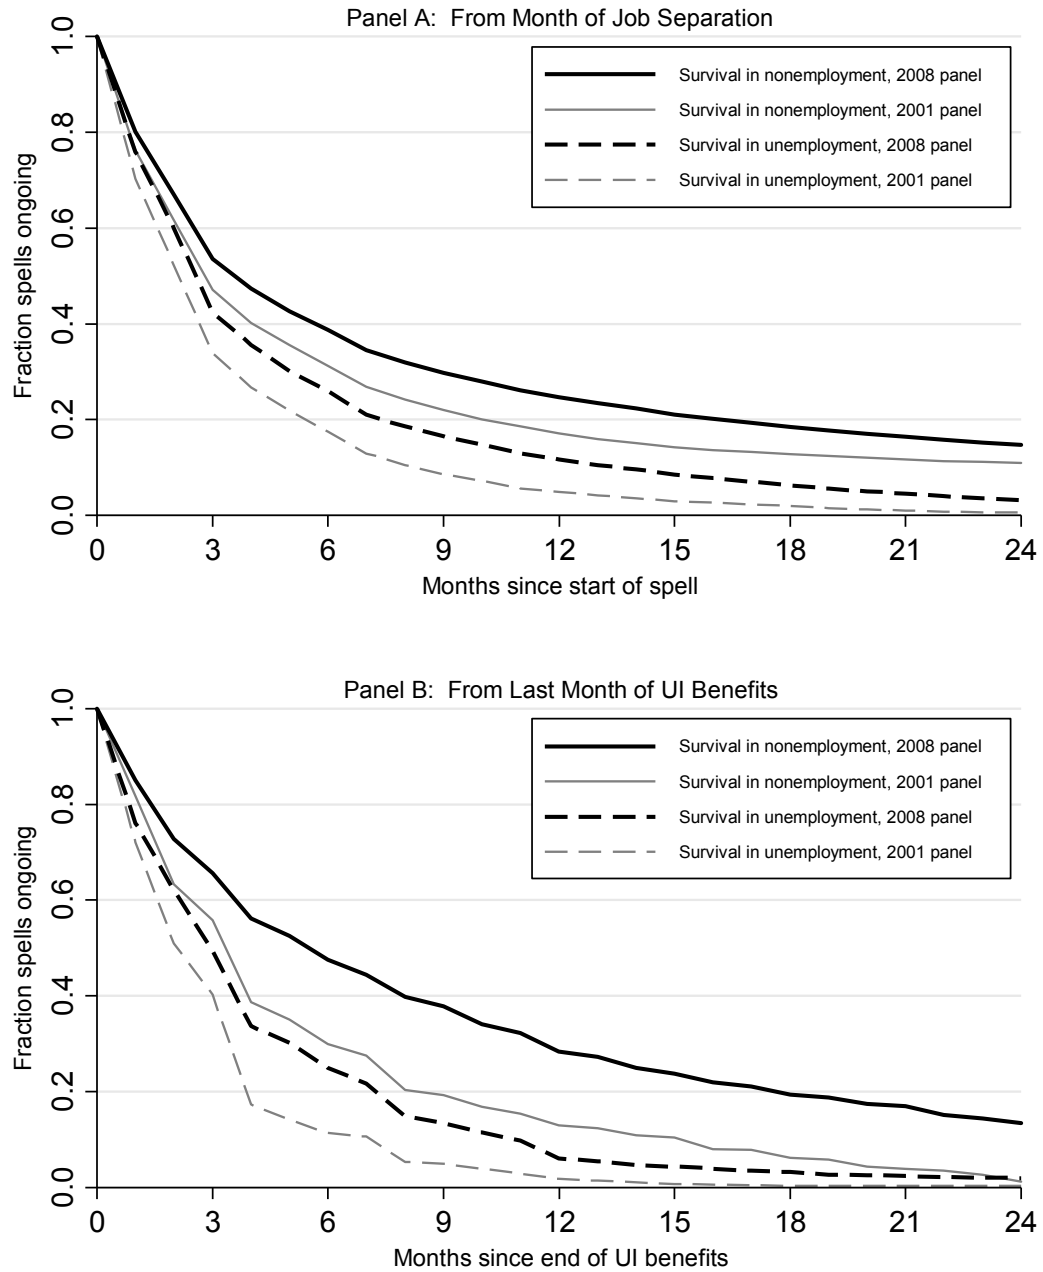 Panel A:  From Month of Job Separation
Fraction spells ongoing
1.0
0.8
0.6
0.4
0.2
0.0
Survival in nonemployment, 2008 panel
Survival in nonemployment, 2001 panel
Survival in unemployment, 2008 panel
Survival in unemployment, 2001 panel
0 3 6 9 12 15 18 21 24
Months since start of spell
Panel B:  From Last Month of UI Benefits
Fraction spells ongoing
1.0
0.8
0.6
0.4
0.2
0.0
Survival in nonemployment, 2008 panel
Survival in nonemployment, 2001 panel
Survival in unemployment, 2008 panel
Survival in unemployment, 2001 panel
0 3 6 9 12 15 18 21 24
Months since end of UI benefits